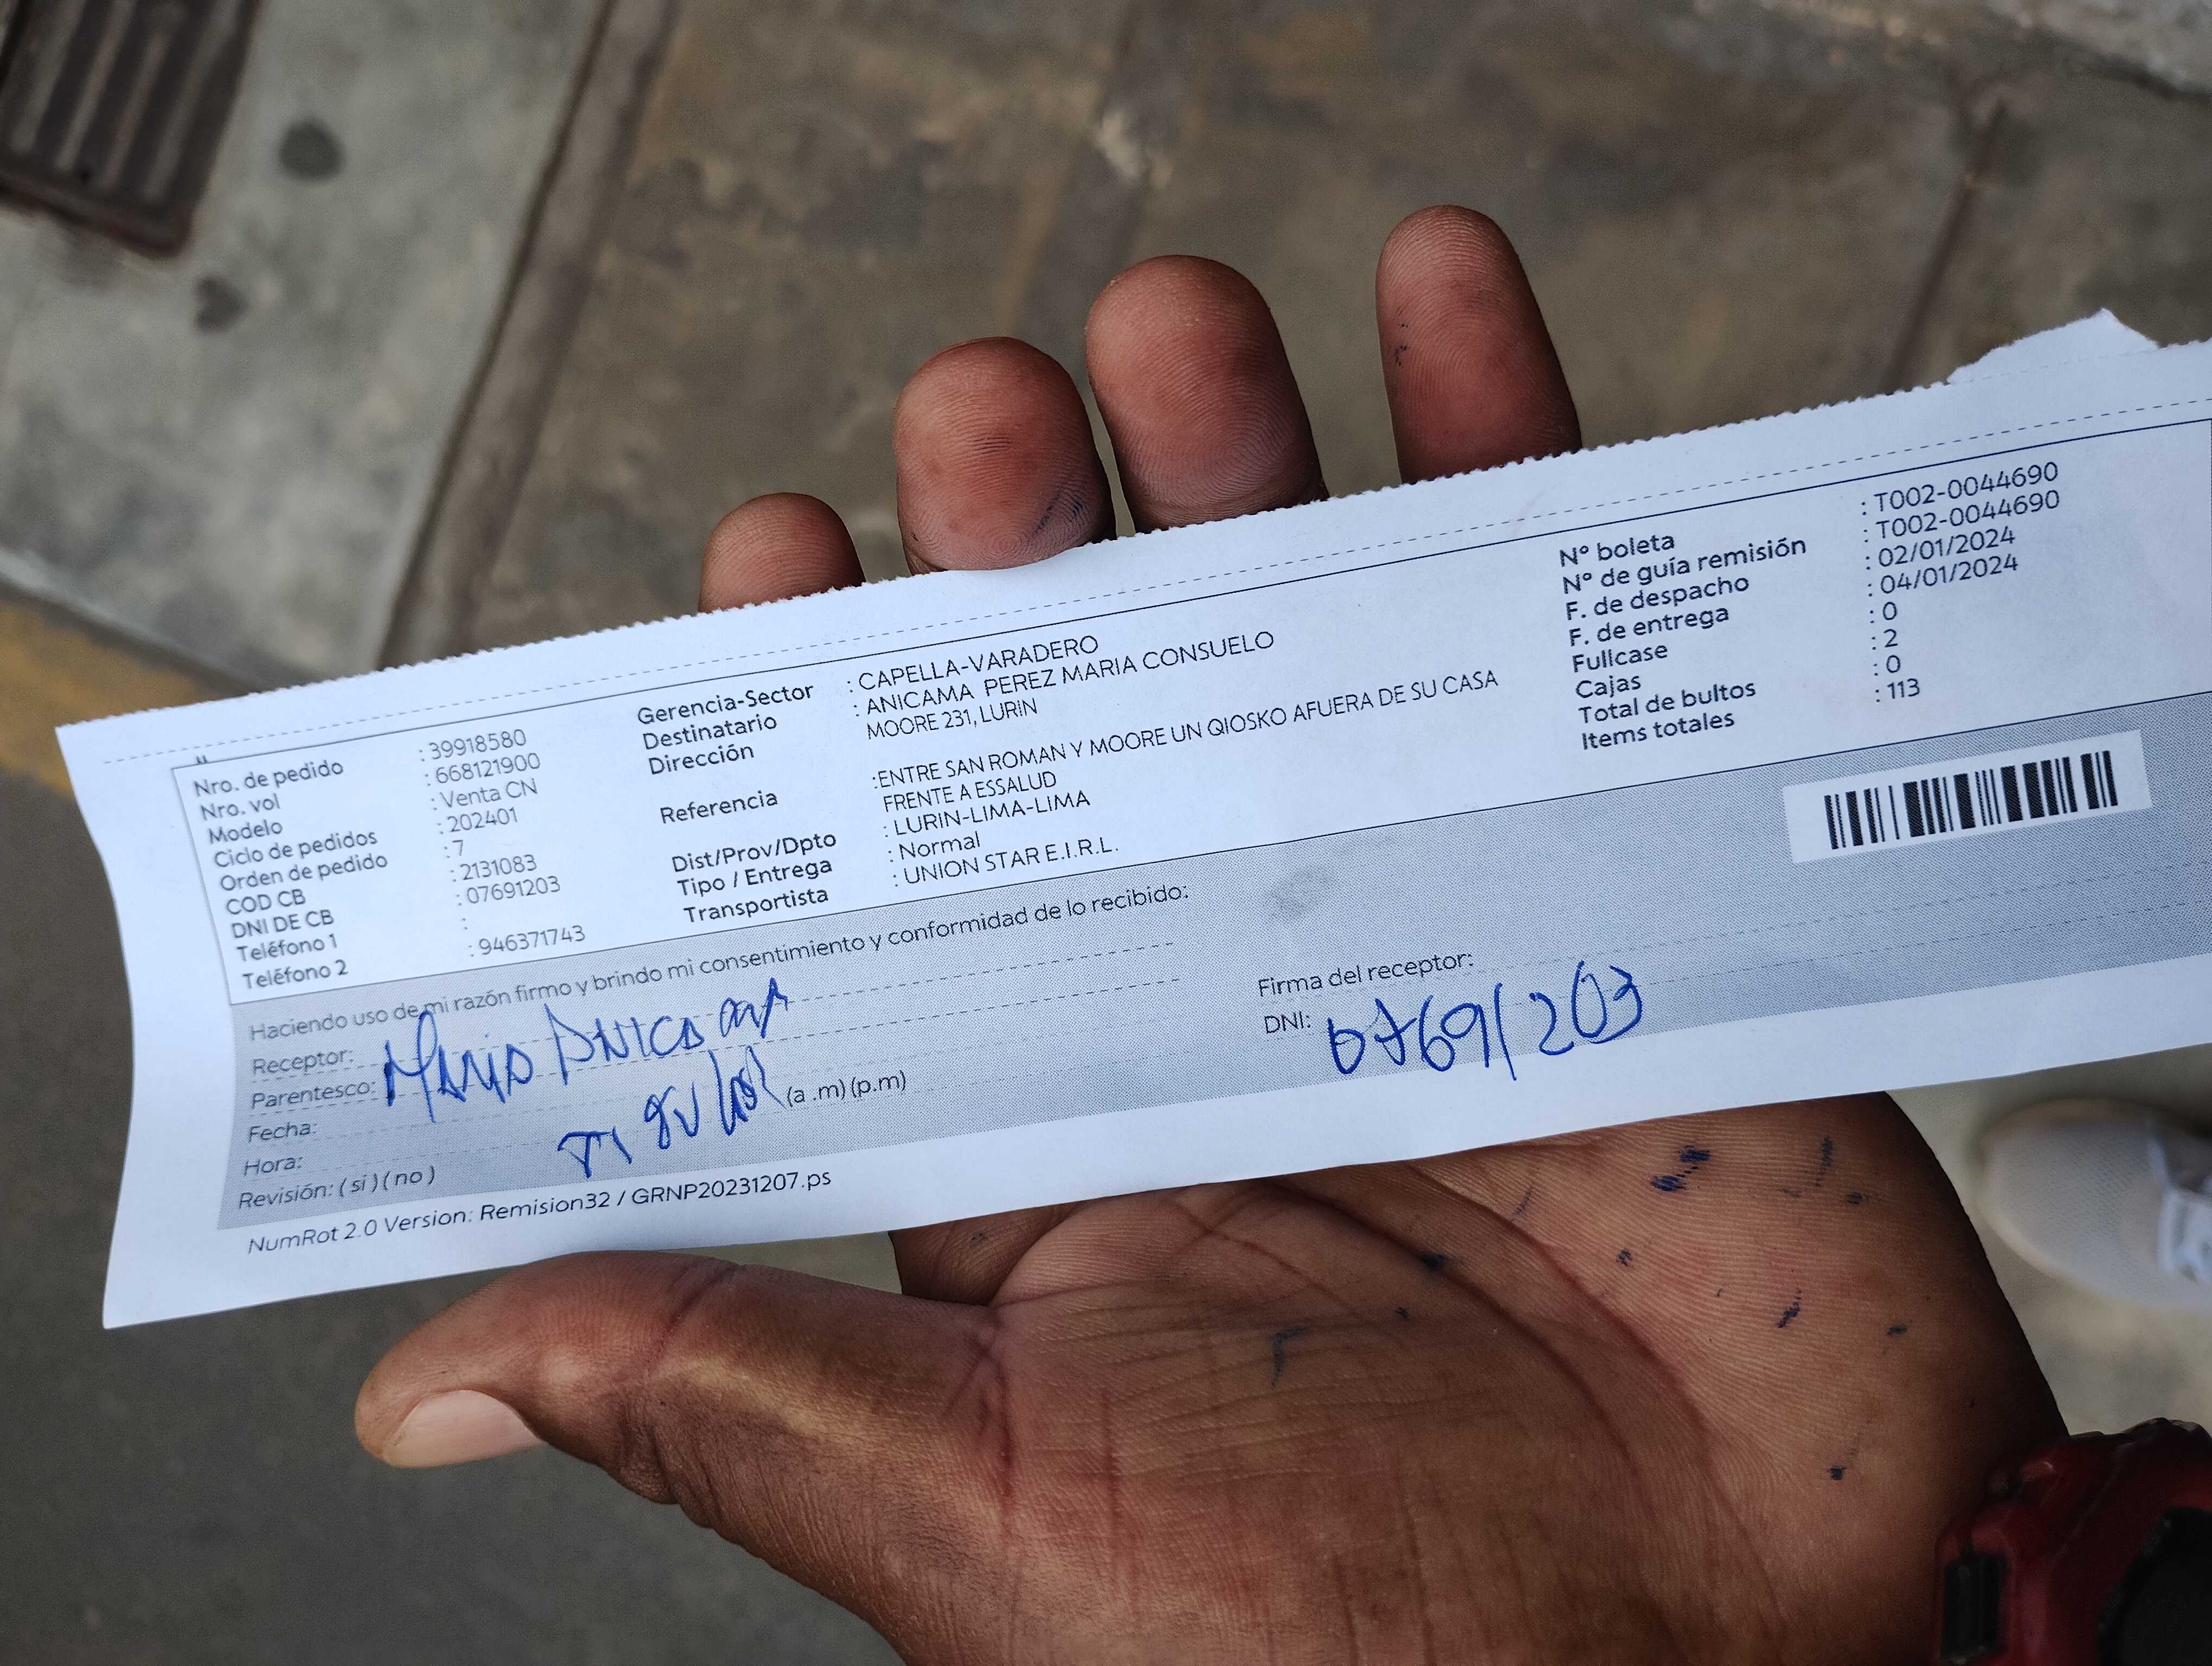 Nro. de pedido : 39918580
Nro. vol : 668121900
Modelo : Venta CN
Ciclo de pedidos : 202401
Orden de pedido : 7
COD CB : 2131083
DNI DE CB : 07691203
Teléfono 1 :
Teléfono 2 : 946371743
Gerencia-Sector : CAPELLA-VARADERO
Destinatario : ANICAMA PEREZ MARIA CONSUELO
Dirección MOORE 231, LURIN
Referencia :ENTRE SAN ROMAN Y MOORE UN QIOSKO AFUERA DE SU CASA
FRENTE A ESSALUD
Dist/Prov/Dpto : LURIN-LIMA-LIMA
Tipo / Entrega : Normal
Transportista : UNION STAR E.I.R.L.
N° boleta : T002-0044690
N° de guía remisión : T002-0044690
F. de despacho : 02/01/2024
F. de entrega : 04/01/2024
Fullcase : 0
Cajas : 2
Total de bultos : 0
Items totales : 113
Haciendo uso de mi razón firmo y brindo mi consentimiento y conformidad de lo recibido:
Receptor:
Parentesco:
Fecha:
Hora: (a .m) (p.m)
Revisión: ( si ) ( no )
Firma del receptor:
DNI: 07691203
NumRot 2.0 Version: Remision32 / GRNP20231207.ps